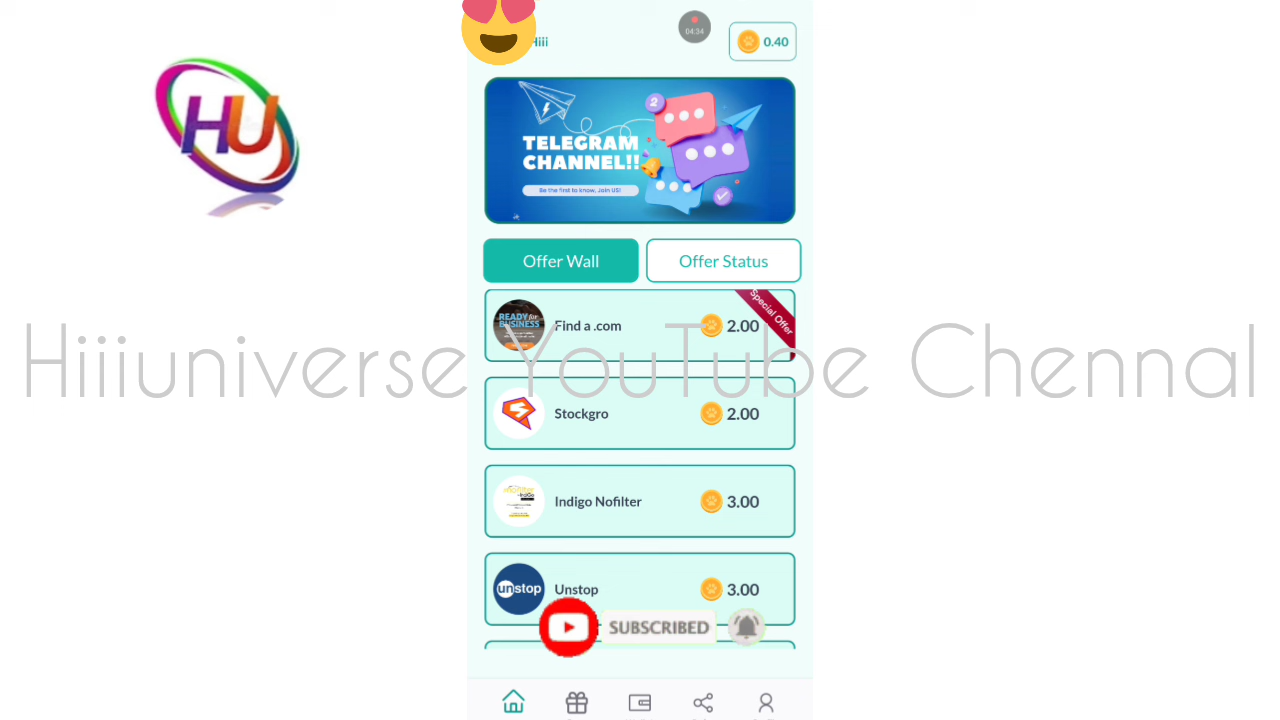 HU
Hiii
04:34
0.40
2
TELEGRAM
CHANNEL!!
Be the first to know, Join US!
Offer Wall
Offer Status
Special Offer
READY for
BUSINESS
Find a .com
2.00
Hiiiuniverse YouTube Chennal
Stockgro
2.00
Indigo Nofilter
3.00
unstop
Unstop
3.00
SUBSCRIBED